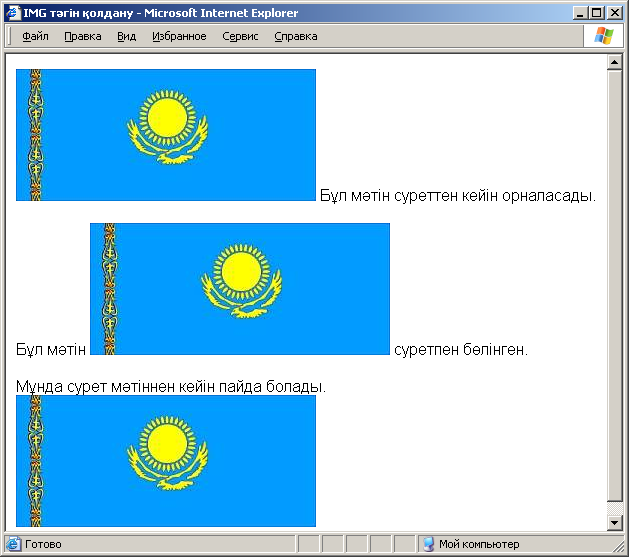 IMG тәгін қолдану - Microsoft Internet Explorer
Файл Правка Вид Избранное Сервис Справка
Бұл мәтін суреттен кейін орналасады.
Бұл мәтін суретпен бөлінген.
Мұнда сурет мәтіннен кейін пайда болады.
Готово Мой компьютер